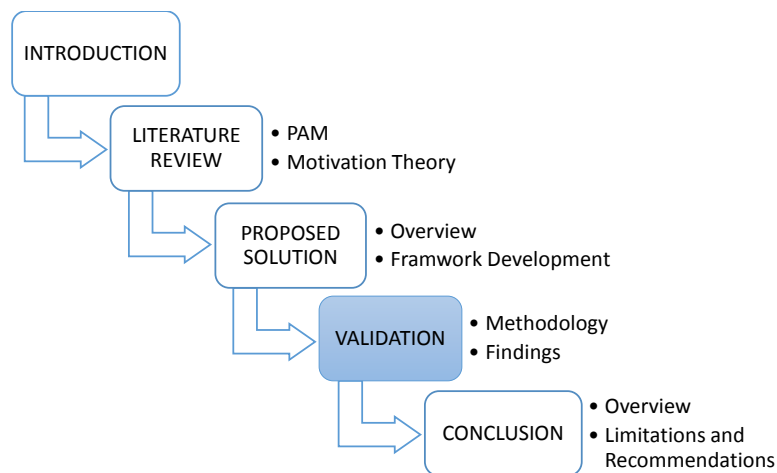 INTRODUCTION
LITERATURE
REVIEW
• PAM
• Motivation Theory
PROPOSED
SOLUTION
• Overview
• Framwork Development
VALIDATION
• Methodology
• Findings
CONCLUSION
• Overview
• Limitations and
Recommendations